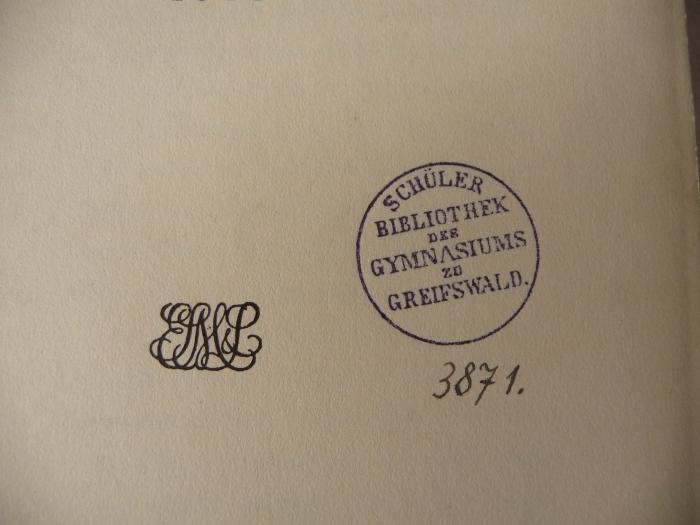 SCHÜLER
BIBLIOTHEK
DES
GYMNASIUMS
ZU
GREIFSWALD.
3871.